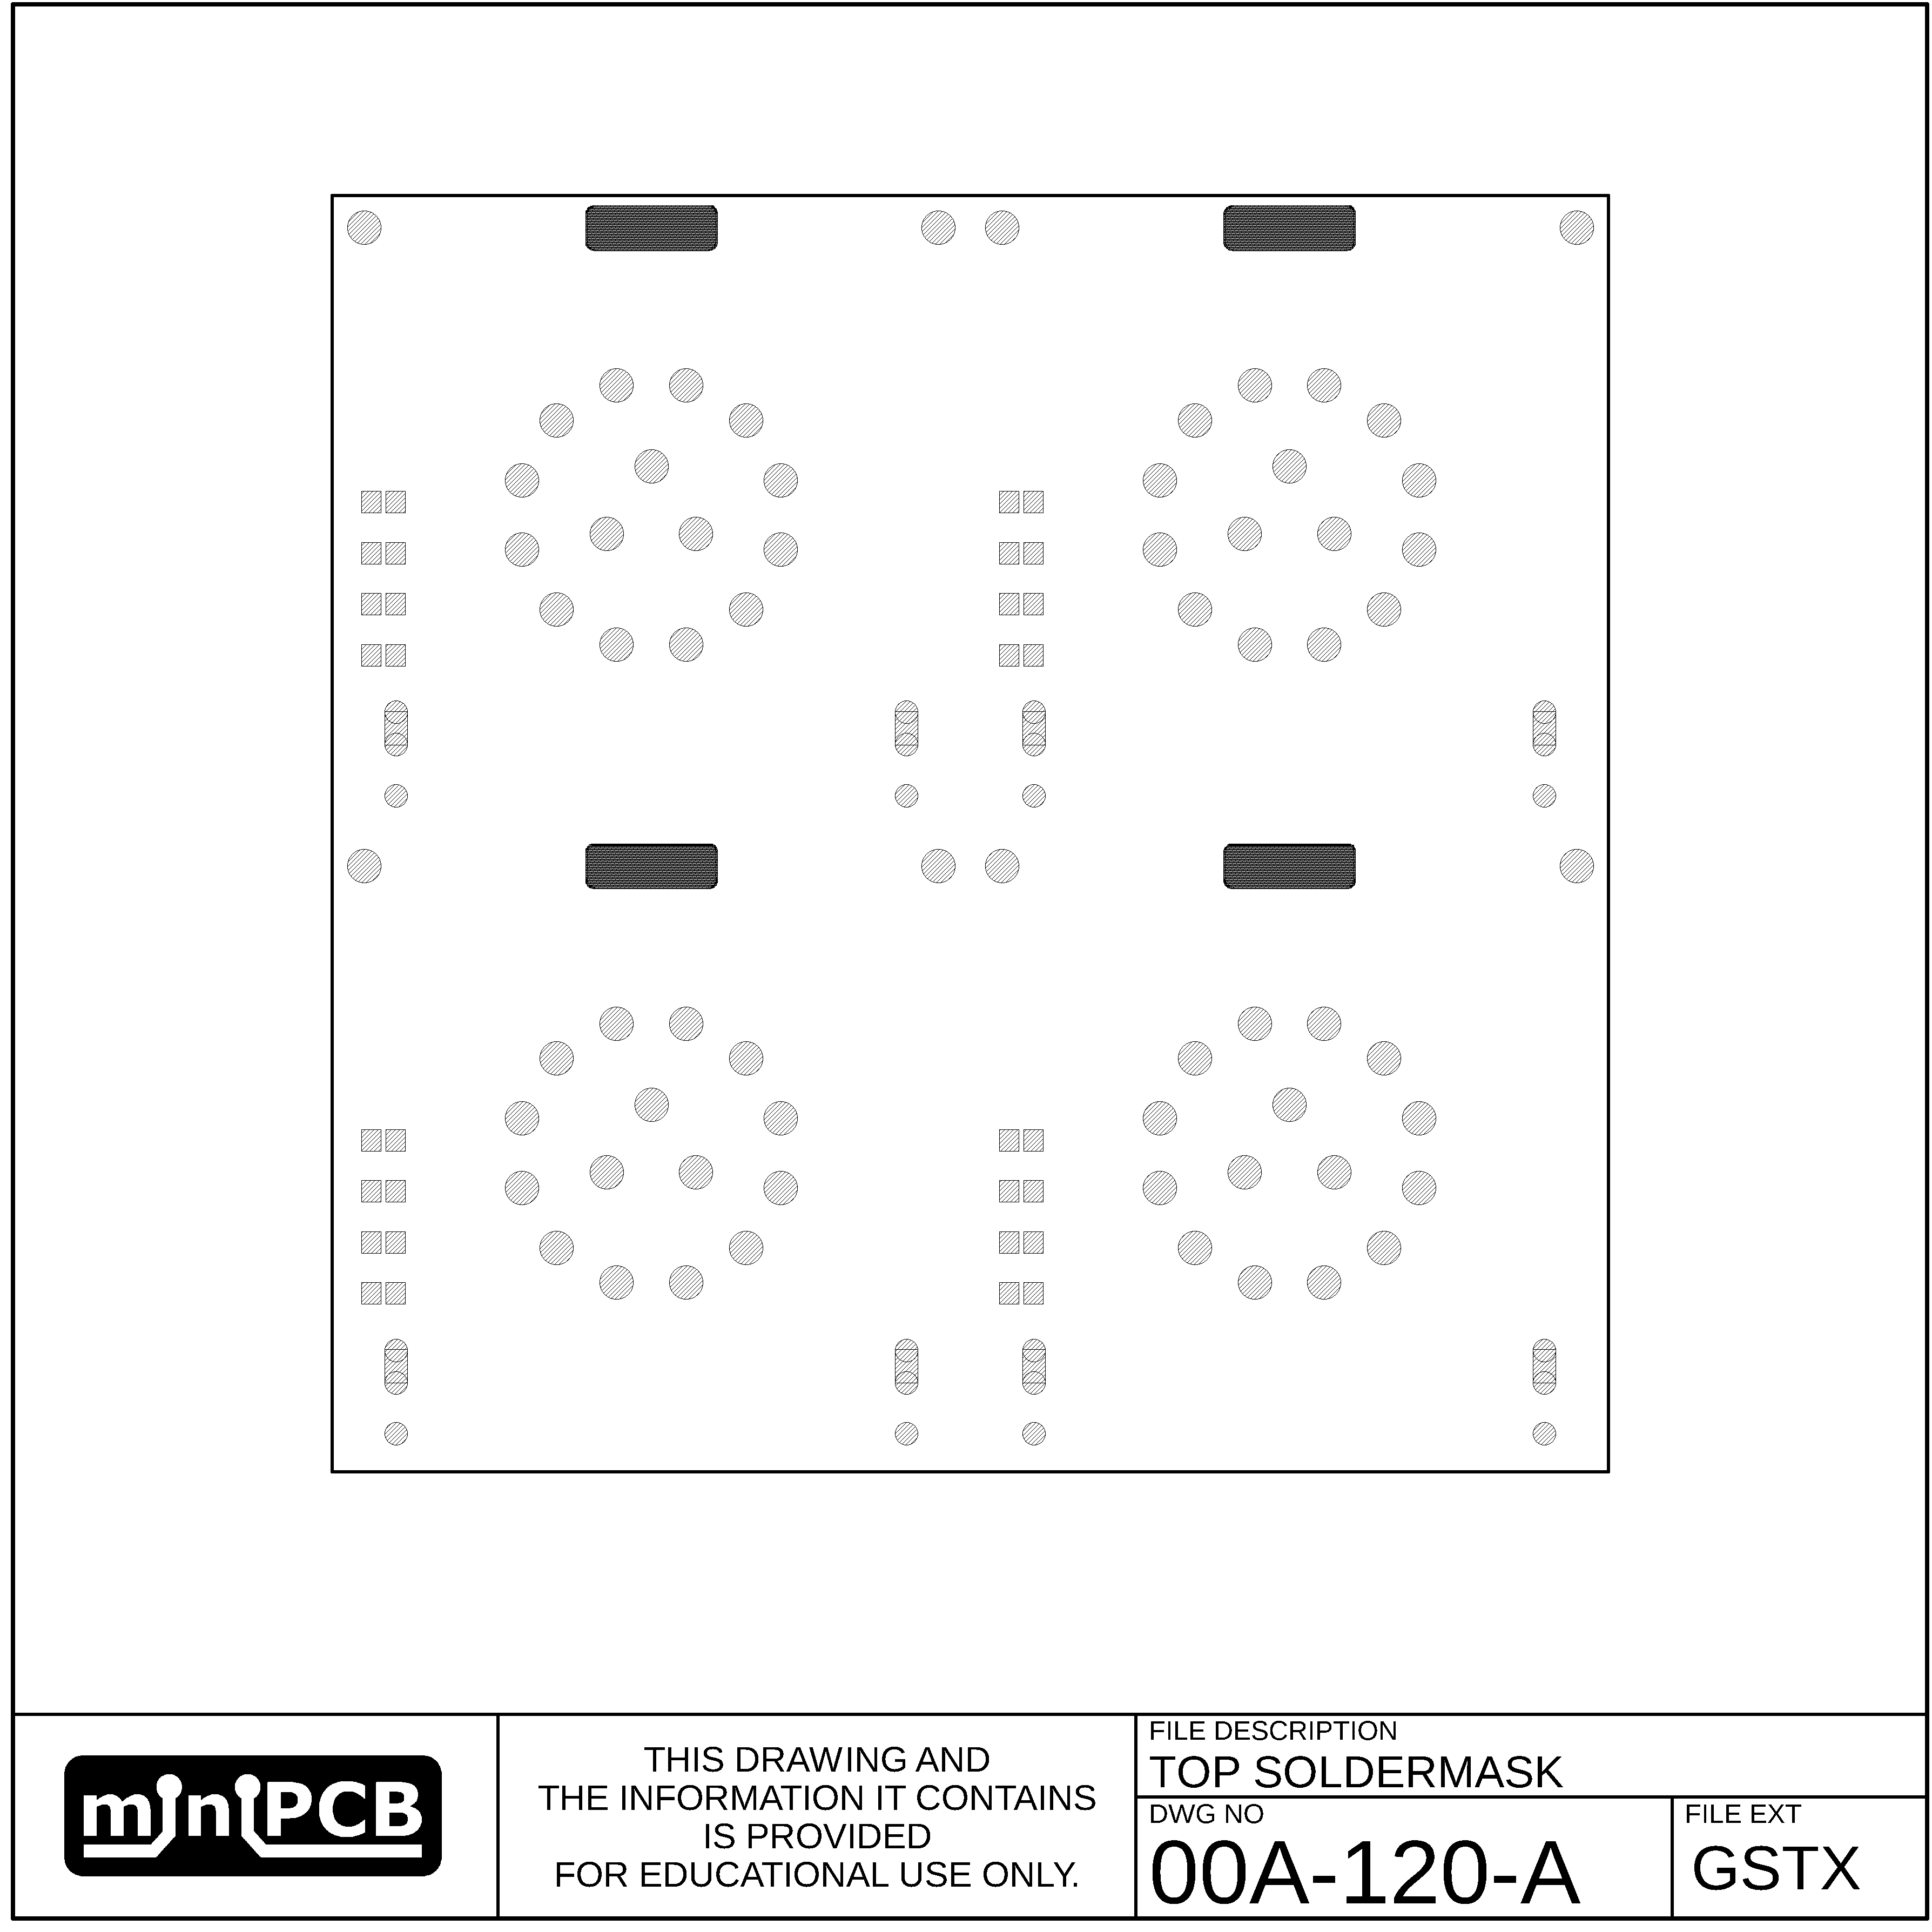 miniPCB
THIS DRAWING AND
THE INFORMATION IT CONTAINS
IS PROVIDED
FOR EDUCATIONAL USE ONLY.
FILE DESCRIPTION
TOP SOLDERMASK
DWG NO
00A-120-A
FILE EXT
GSTX